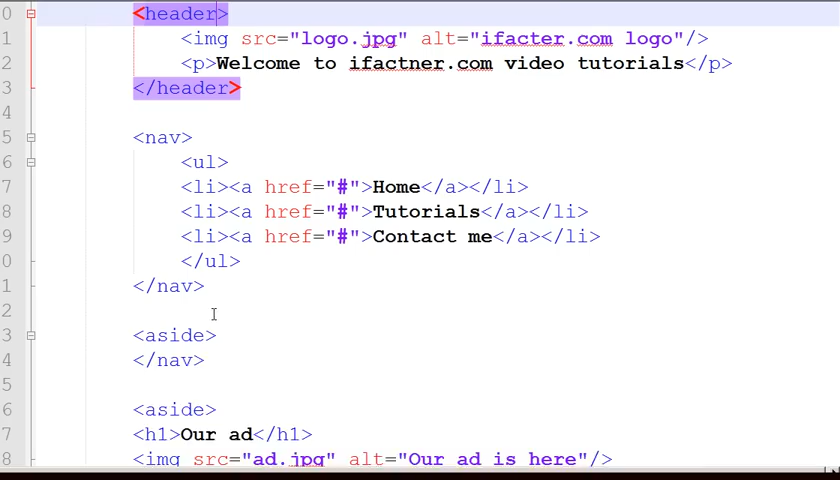 0 <header>
1 <img src="logo.jpg" alt="ifacter.com logo"/>
2 <p>Welcome to ifactner.com video tutorials</p>
3 </header>
4
5 <nav>
6 <ul>
7 <li><a href="#">Home</a></li>
8 <li><a href="#">Tutorials</a></li>
9 <li><a href="#">Contact me</a></li>
0 </ul>
1 </nav>
2
3 <aside>
4 </nav>
5
6 <aside>
7 <h1>Our ad</h1>
8 <img src="ad.jpg" alt="Our ad is here"/>